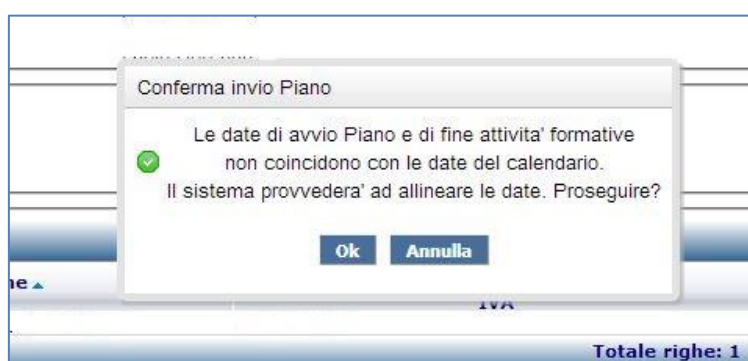 Conferma invio Piano
Le date di avvio Piano e di fine attivita' formative
non coincidono con le date del calendario.
Il sistema provvedera' ad allineare le date. Proseguire?
Ok Annulla
IVA
Totale righe: 1